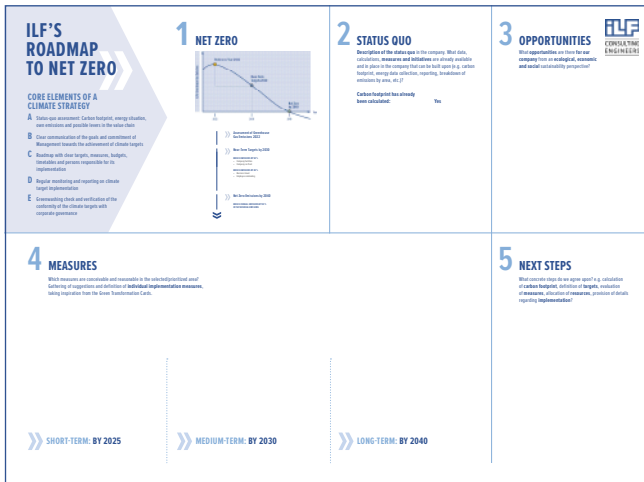 ILF'S
ROADMAP
TO NET ZERO
CORE ELEMENTS OF A
CLIMATE STRATEGY
A Status-quo assessment: Carbon footprint, energy situation,
own emissions and possible levers in the value chain
B Clear communication of the goals and commitment of
Management towards the achievement of climate targets
C Roadmap with clear targets, measures, budgets,
timetables and persons responsible for its
implementation
D Regular monitoring and reporting on climate
target implementation
E Greenwashing check and verification of the
conformity of the climate targets with
corporate governance
1 NET ZERO
Assessment of Greenhouse
Gas Emissions 2022
Near-Term Targets by 2030
Net Zero Emissions by 2040
2 STATUS QUO
Description of the status quo in the company. What data,
calculations, measures and initiatives are already available
and in place in the company that can be built upon (e.g. carbon
footprint, energy data collection, reporting, breakdown of
emissions by area, etc.)?
Carbon footprint has already
been calculated: Yes
3 OPPORTUNITIES
What opportunities are there for our
company from an ecological, economic
and social sustainability perspective?
iLF
CONSULTING
ENGINEERS
4 MEASURES
Which measures are conceivable and reasonable in the selected/prioritized area?
Gathering of suggestions and definition of individual implementation measures,
taking inspiration from the Green Transformation Cards.
SHORT-TERM: BY 2025
MEDIUM-TERM: BY 2030
LONG-TERM: BY 2040
5 NEXT STEPS
What concrete steps do we agree upon? e.g. calculation
of carbon footprint, definition of targets, evaluation
of measures, allocation of resources, provision of details
regarding implementation?